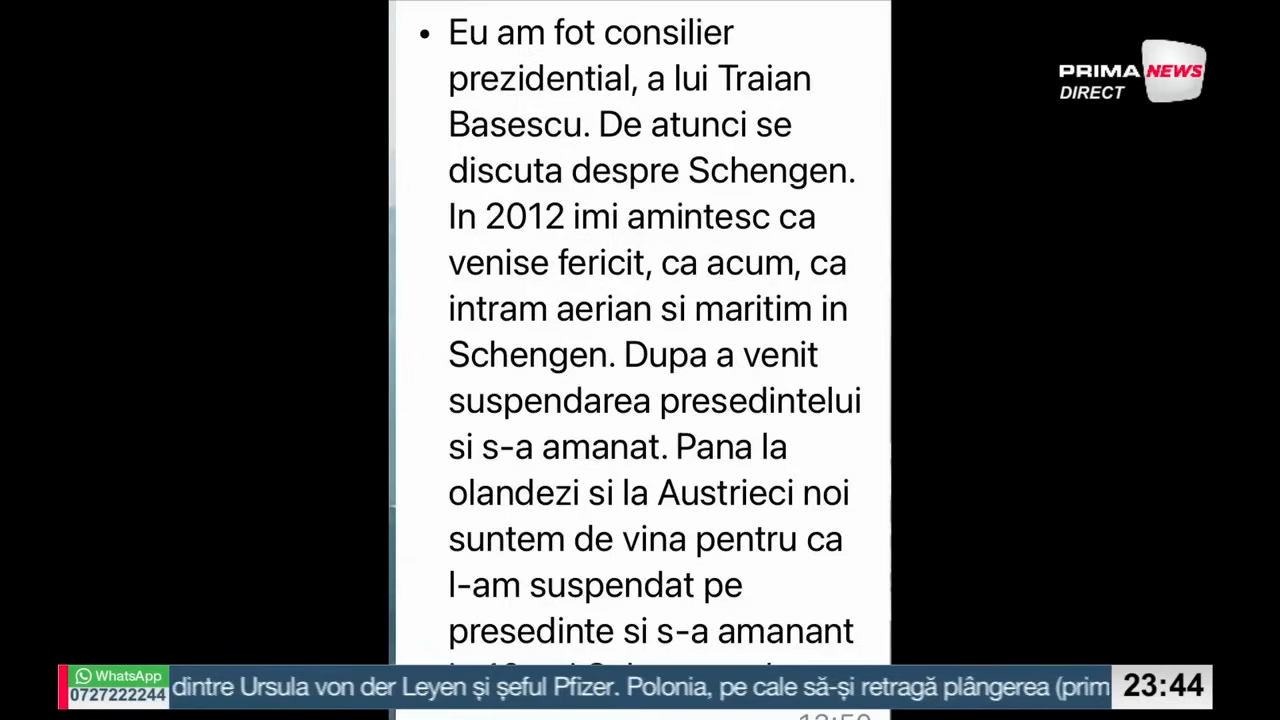 • Eu am fot consilier
prezidential, a lui Traian
Basescu. De atunci se
discuta despre Schengen.
In 2012 imi amintesc ca
venise fericit, ca acum, ca
intram aerian si maritim in
Schengen. Dupa a venit
suspendarea presedintelui
si s-a amanat. Pana la
olandezi si la Austrieci noi
suntem de vina pentru ca
l-am suspendat pe
presedinte si s-a amanant
PRIMA NEWS
DIRECT
WhatsApp
0727222244
dintre Ursula von der Leyen și șeful Pfizer. Polonia, pe cale să-și retragă plângerea (prim
23:44